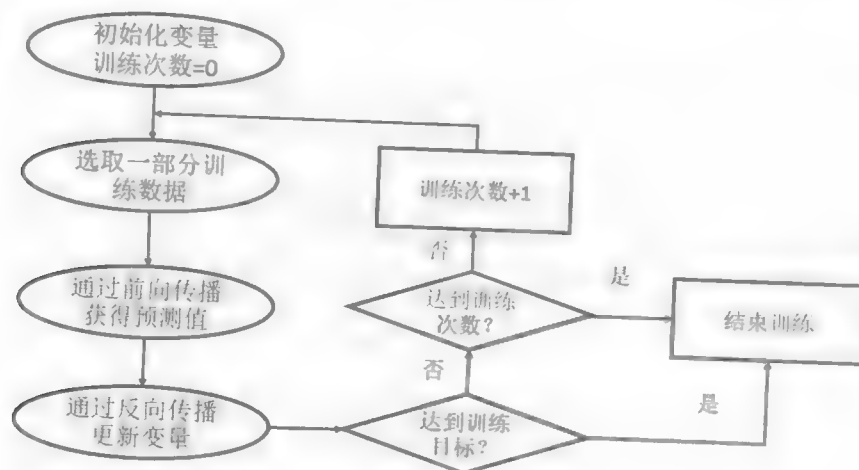 初始化变量
训练次数=0
选取一部分训
练数据
通过前向传播
获得预测值
通过反向传播
更新变量
达到训练
目标?
否
是
达到训练
次数?
否
是
训练次数+1
结束训练